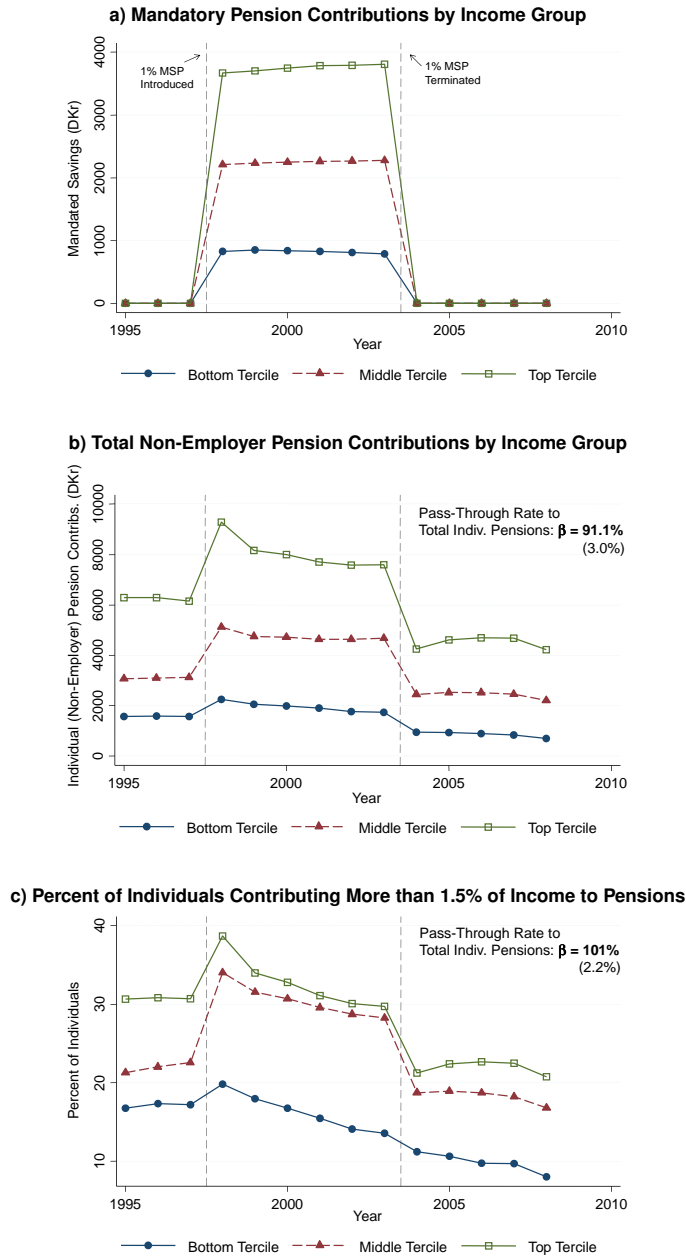 a) Mandatory Pension Contributions by Income Group
Mandated Savings (DKr)
4000
3000
2000
1000
0
1% MSP
Introduced
1% MSP
Terminated
1995
2000
2005
2010
Year
Bottom Tercile
Middle Tercile
Top Tercile
b) Total Non-Employer Pension Contributions by Income Group
Individual (Non-Employer) Pension Contribs. (DKr)
10000
8000
6000
4000
2000
0
Pass-Through Rate to
Total Indiv. Pensions: β = 91.1%
(3.0%)
1995
2000
2005
2010
Year
Bottom Tercile
Middle Tercile
Top Tercile
c) Percent of Individuals Contributing More than 1.5% of Income to Pensions
Percent of Individuals
40
30
20
10
Pass-Through Rate to
Total Indiv. Pensions: β = 101%
(2.2%)
1995
2000
2005
2010
Year
Bottom Tercile
Middle Tercile
Top Tercile